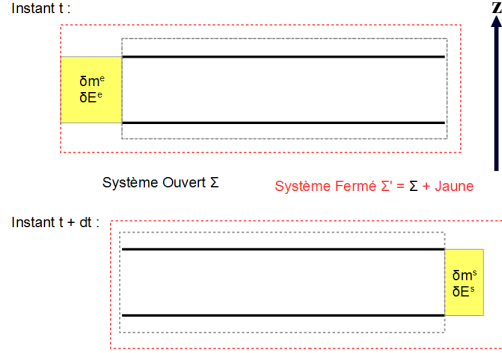 Instant t :
z
δmᵉ
δEᵉ
Système Ouvert Σ
Système Fermé Σ' = Σ + Jaune
Instant t + dt :
δmˢ
δEˢ